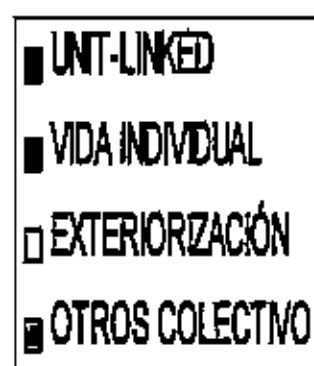 UNIT-LINKED
VIDA INDIVIDUAL
EXTERIORIZACIÓN
OTROS COLECTIVO